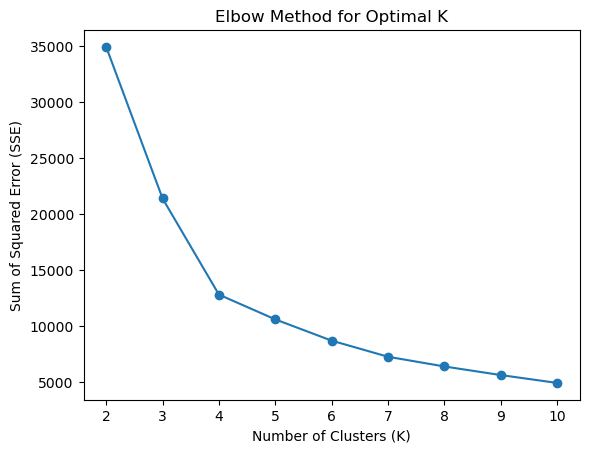 Elbow Method for Optimal K
Sum of Squared Error (SSE)
35000
30000
25000
20000
15000
10000
5000
2 3 4 5 6 7 8 9 10
Number of Clusters (K)